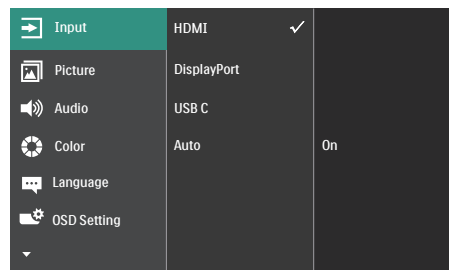 Input
HDMI
Picture
DisplayPort
Audio
USB C
Color
Auto
On
Language
OSD Setting